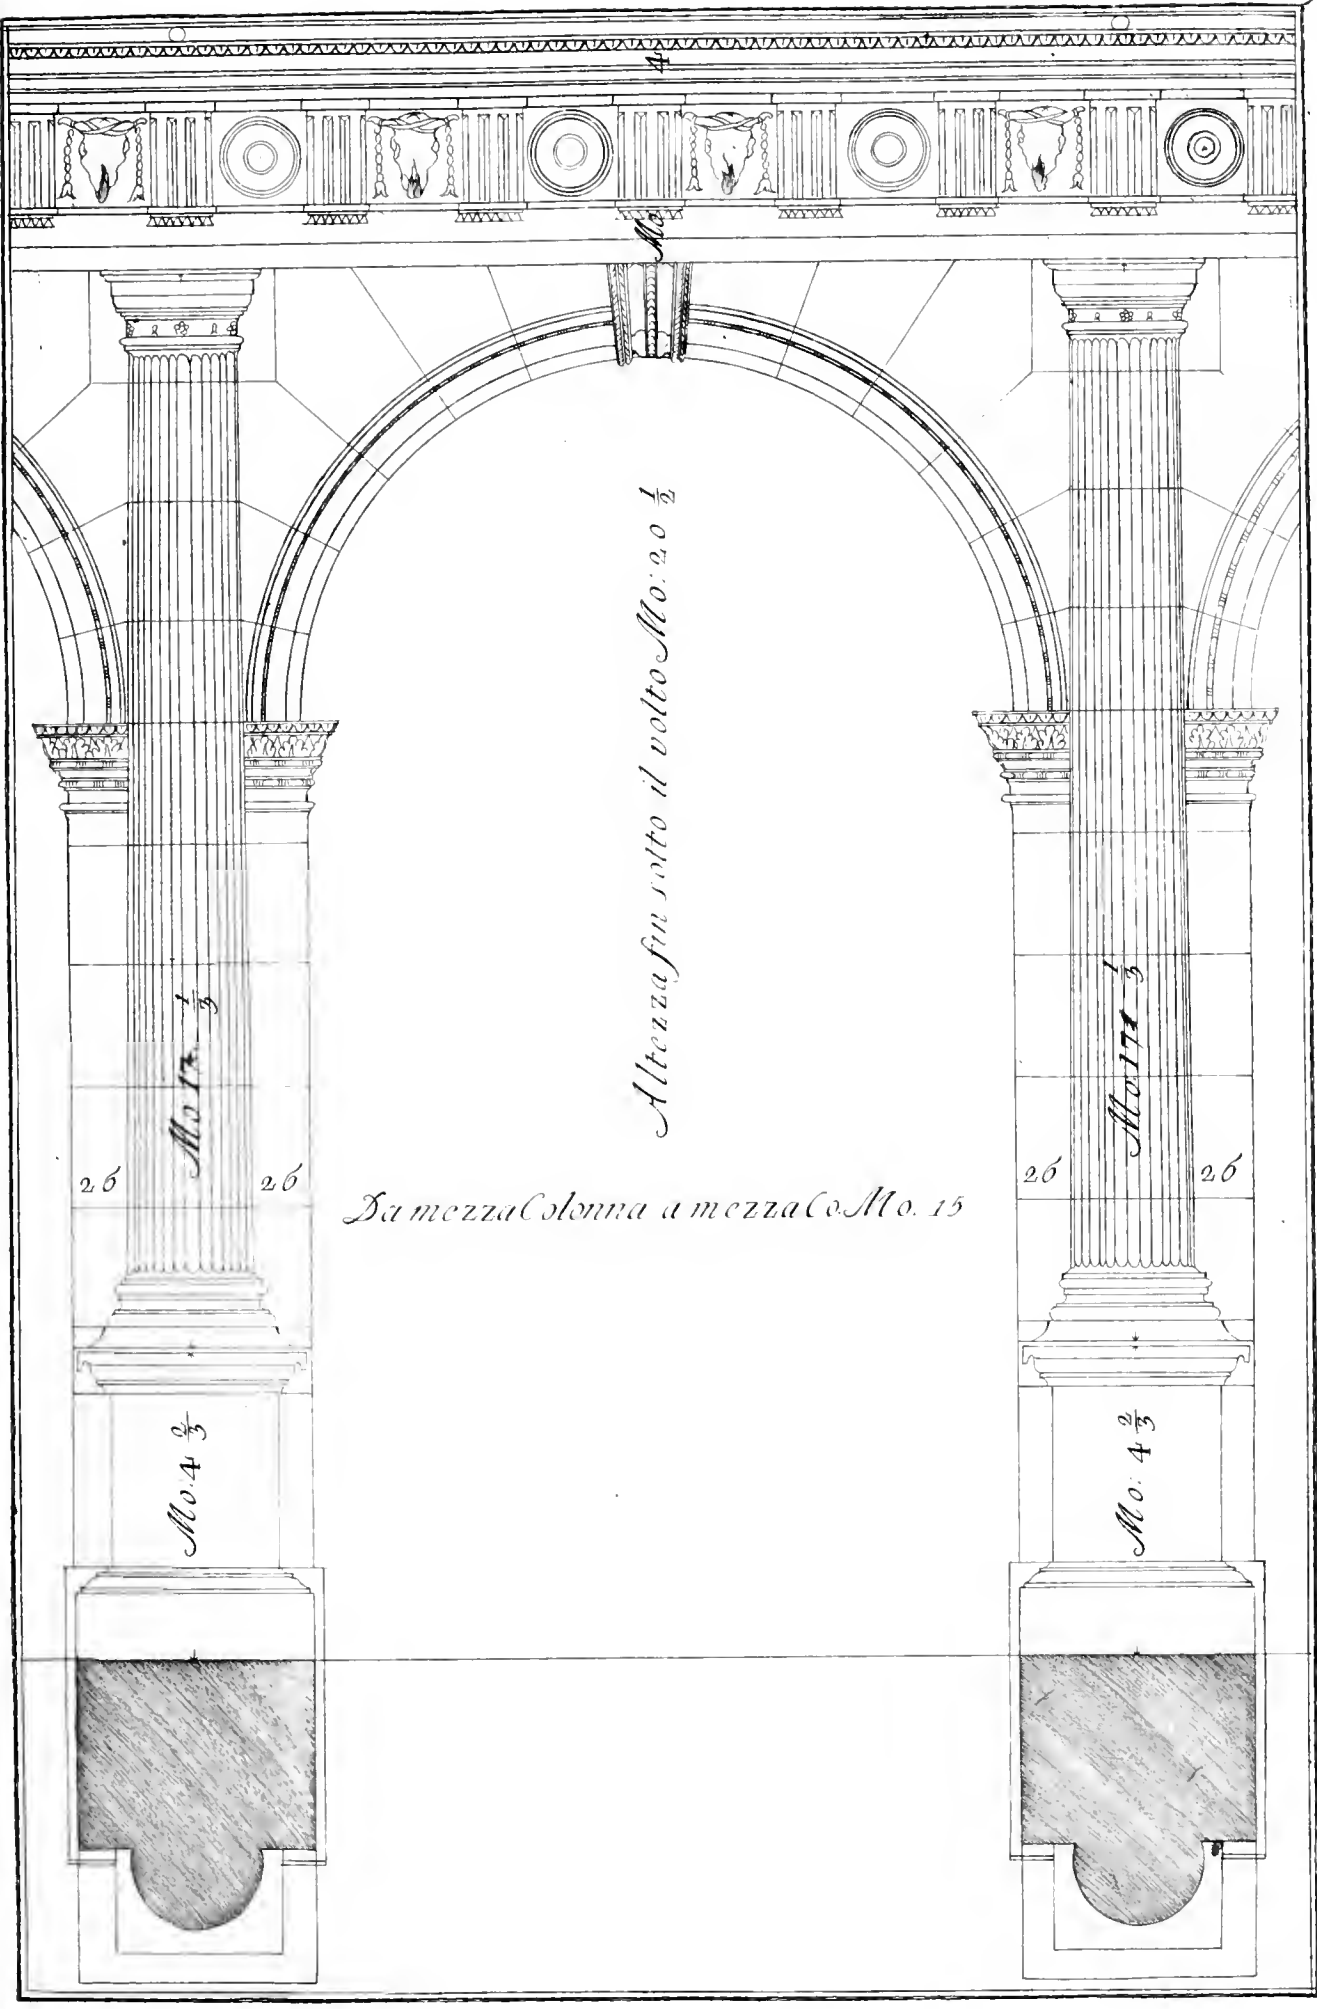 Mo 4
Altezza fin sotto il volto Mo: 20 1/2
Mo 17. 1/3
Mo 17 1/3
26
26
26
26
Da mezza Colonna a mezza Co. Mo. 15
Mo: 4 2/3
Mo: 4 2/3